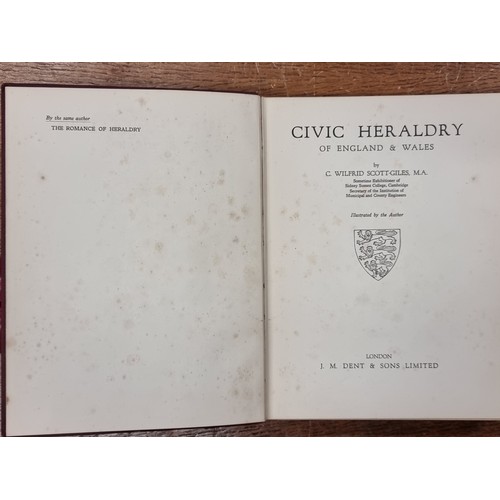 By the same author
THE ROMANCE OF HERALDRY
CIVIC HERALDRY
OF ENGLAND & WALES
by
C. WILFRID SCOTT-GILES, M.A.
Sometime Exhibitioner of
Sidney Sussex College, Cambridge
Secretary of the Institution of
Municipal and County Engineers
Illustrated by the Author
LONDON
J. M. DENT & SONS LIMITED